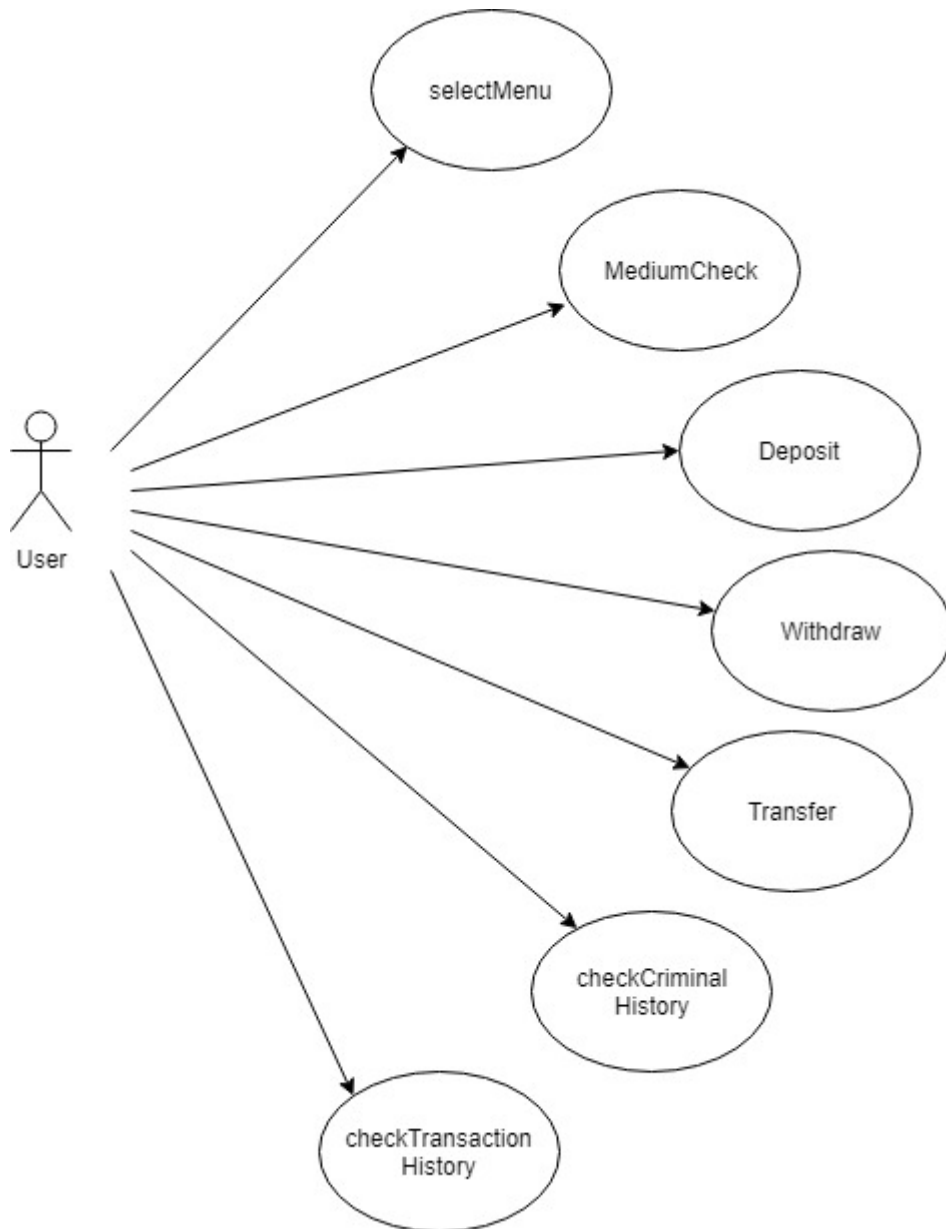 selectMenu
MediumCheck
Deposit
User
Withdraw
Transfer
checkCriminal
History
checkTransaction
History